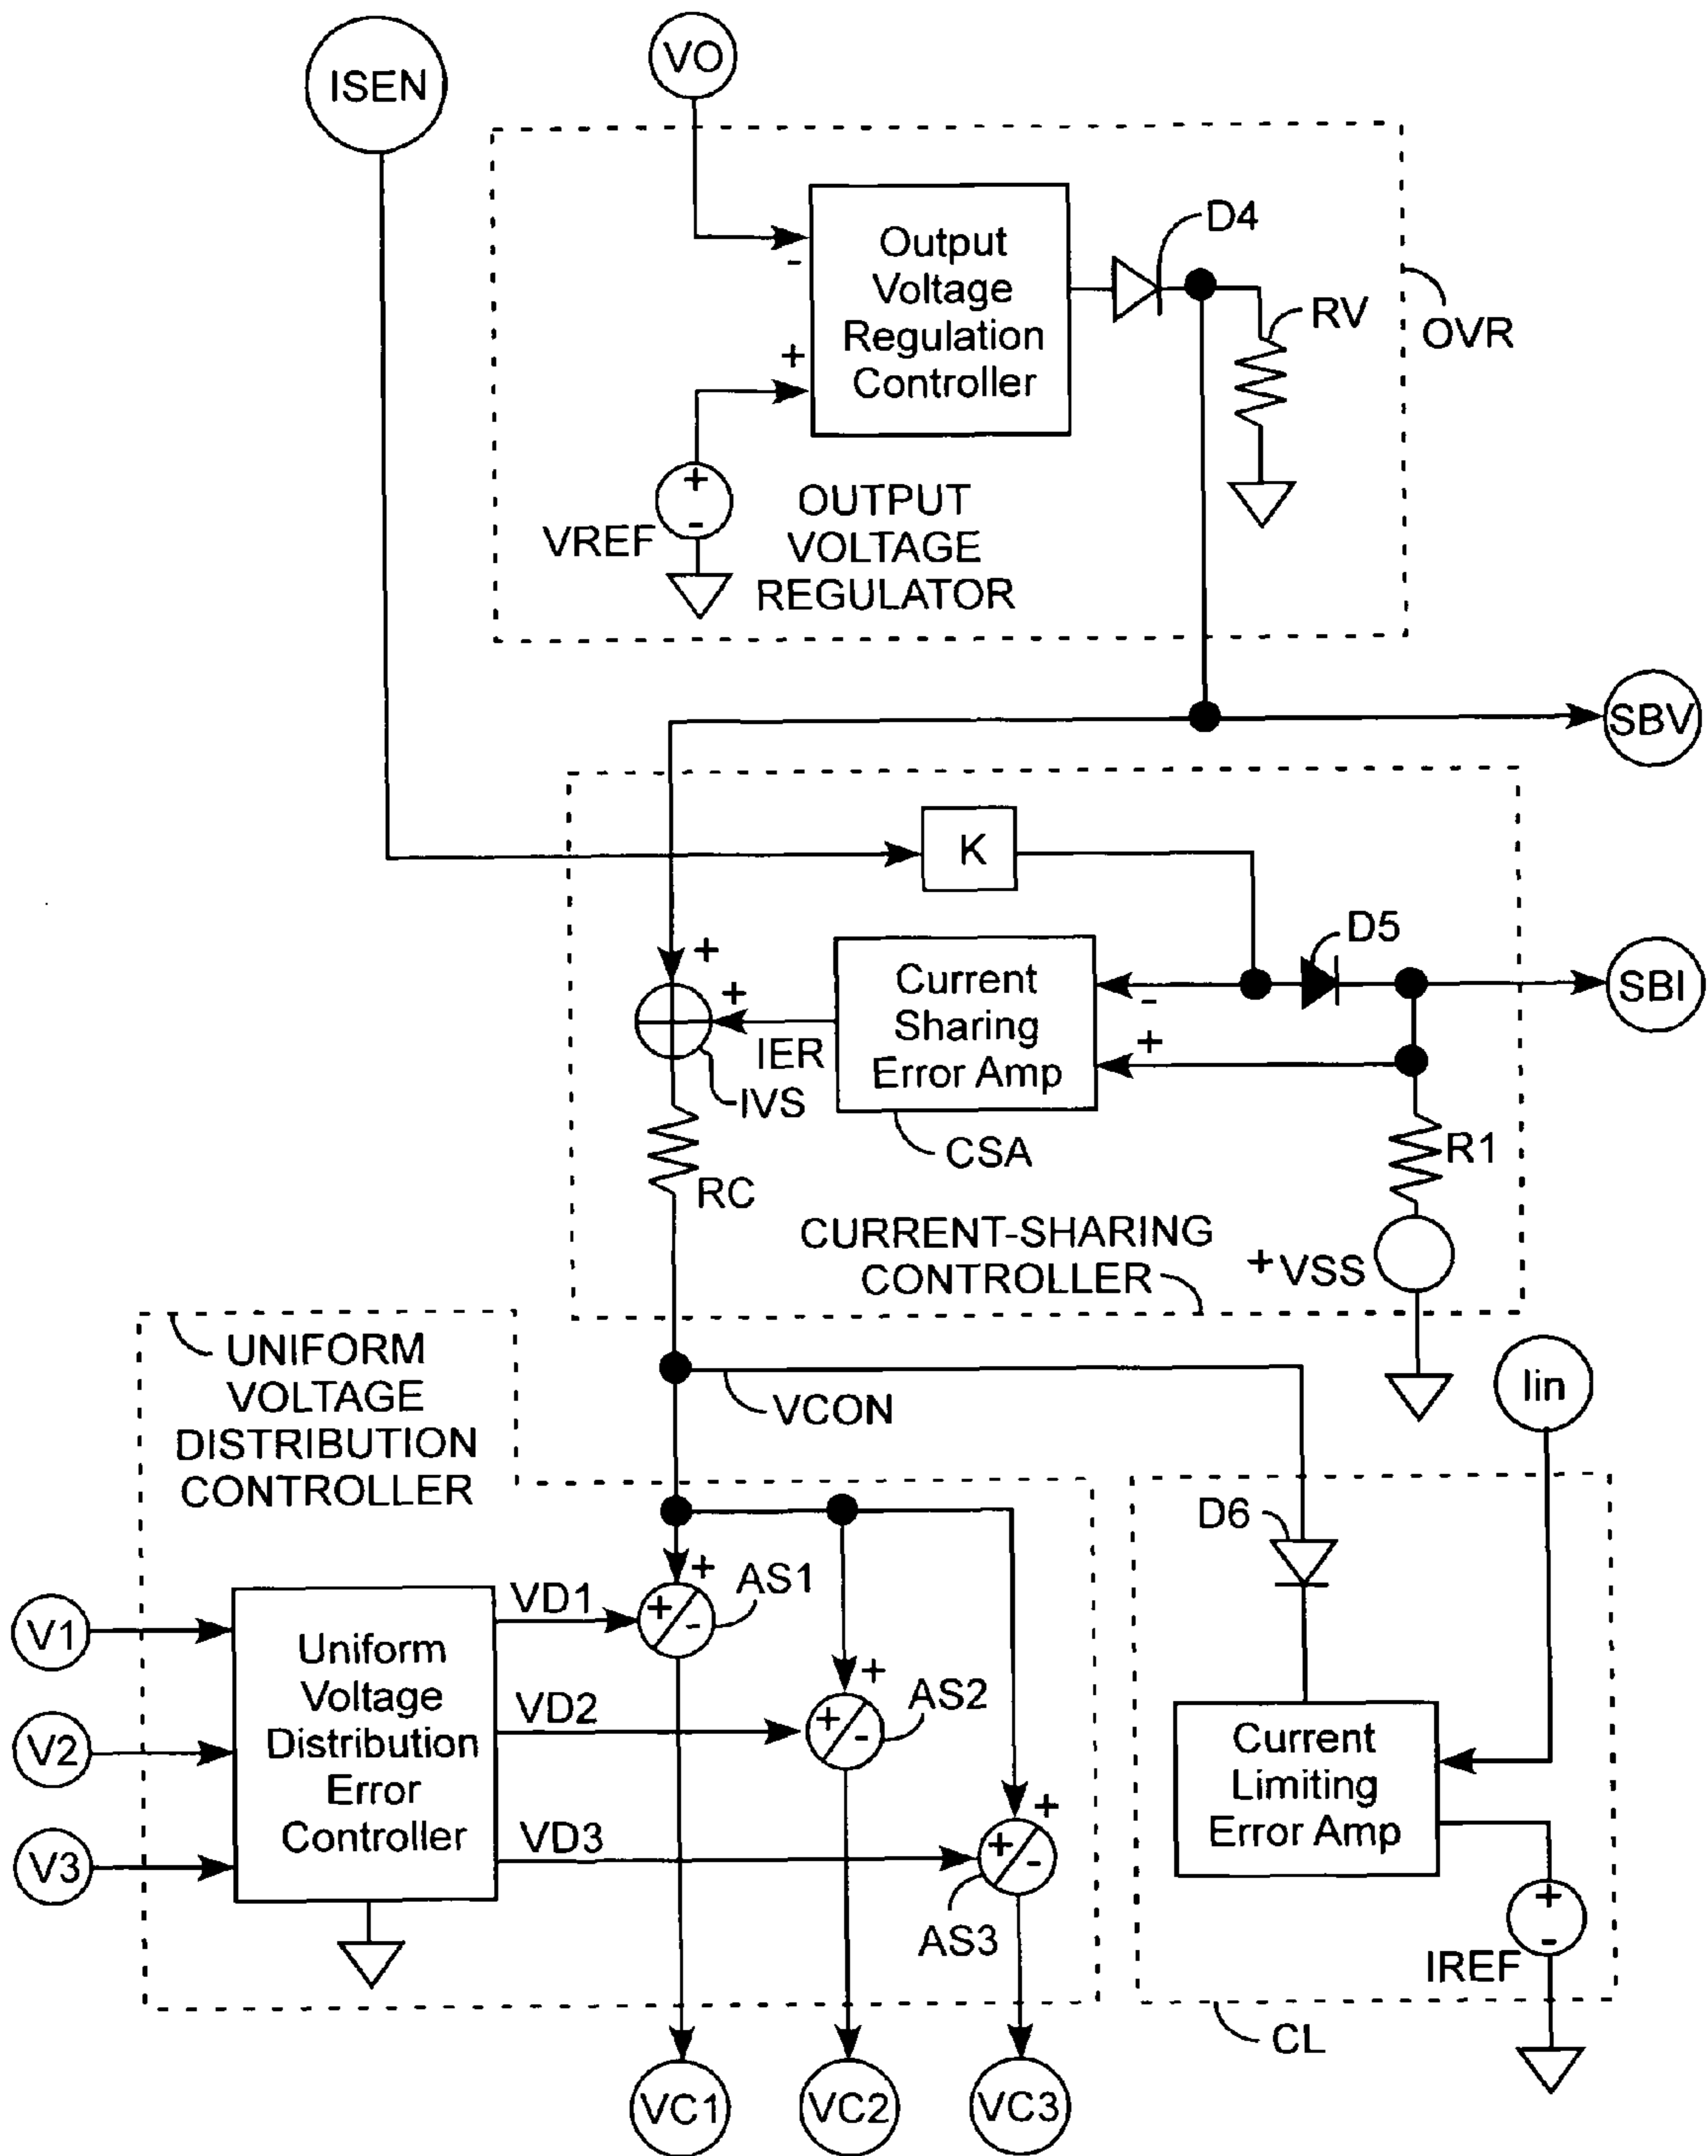 ISEN
VO
-
+
Output
Voltage
Regulation
Controller
D4
RV
OVR
+
-
VREF
OUTPUT
VOLTAGE
REGULATOR
SBV
K
+
+
IER
IVS
RC
Current
Sharing
Error Amp
CSA
-
+
D5
SBI
R1
+VSS
CURRENT-SHARING
CONTROLLER
UNIFORM
VOLTAGE
DISTRIBUTION
CONTROLLER
VCON
Iin
D6
V1
V2
V3
Uniform
Voltage
Distribution
Error
Controller
VD1
VD2
VD3
+
+
-
AS1
+
+
-
AS2
+
+
-
AS3
Current
Limiting
Error Amp
+
-
IREF
CL
VC1
VC2
VC3